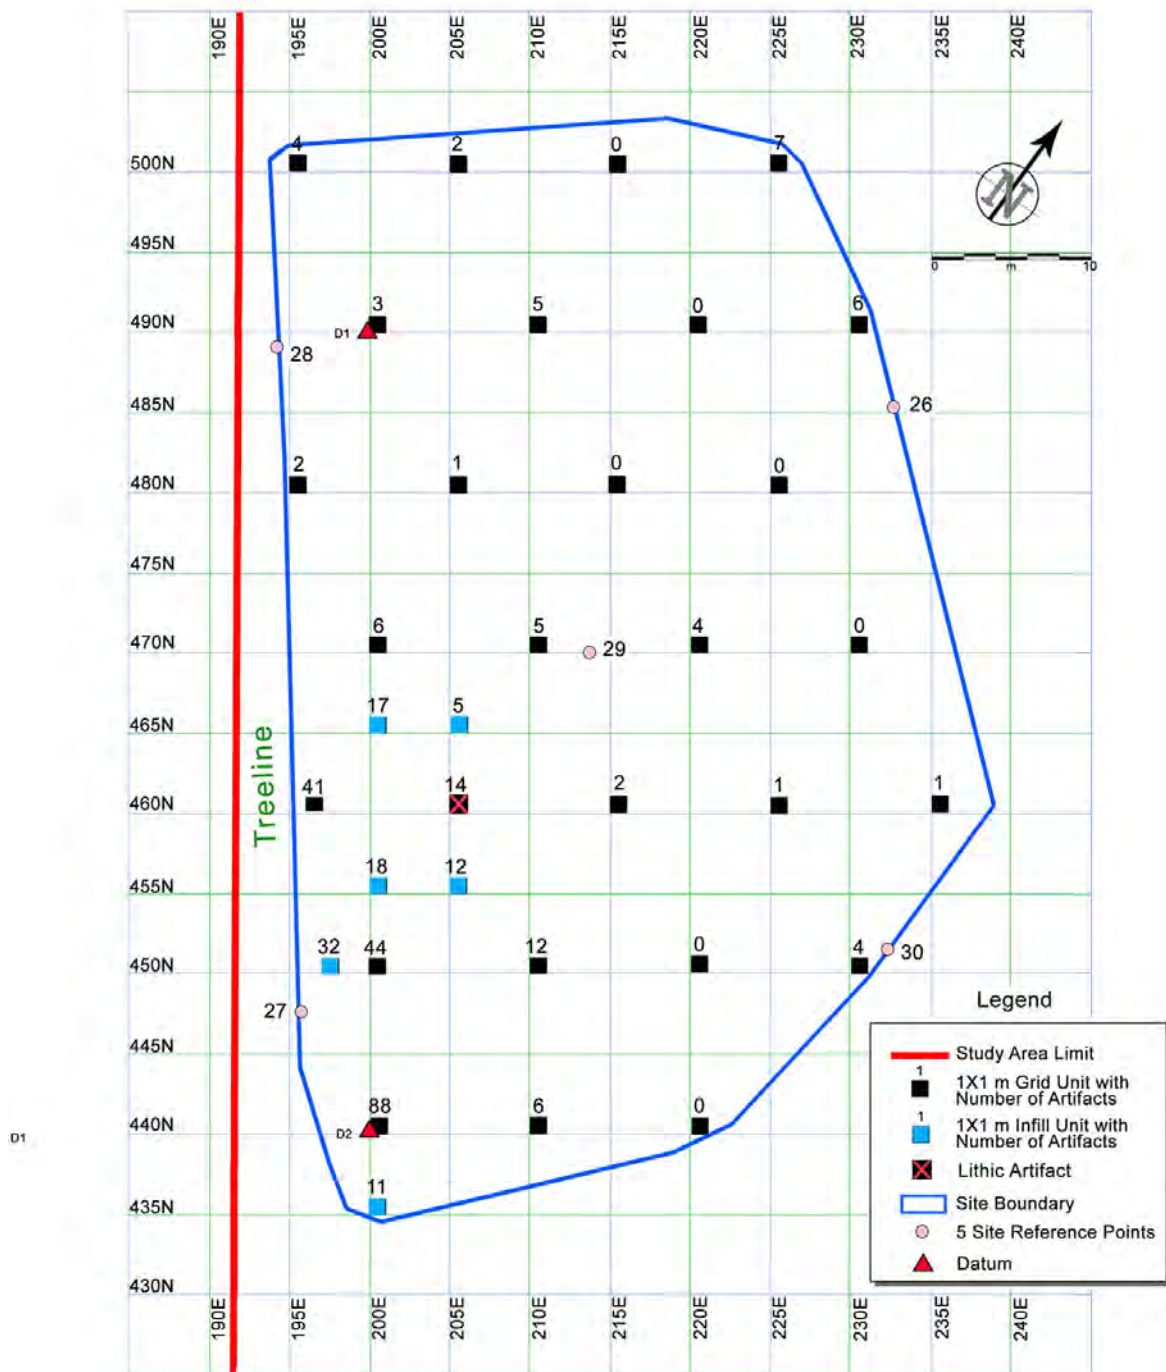 190E 195E 200E 205E 210E 215E 220E 225E 230E 235E 240E
4 2 0 7
500N
N
495N
0 m 10
3 5 0 6
490N
D1
28
485N
26
2 1 0 0
480N
475N
6 5 4 0
470N
29
17 5
465N
Treeline
41 14 2 1 1
460N
18 12
455N
32 44 12 0 4
450N
30
27
445N
88 6 0
440N
D2
D1
11
435N
430N
190E 195E 200E 205E 210E 215E 220E 225E 230E 235E 240E
Legend
Study Area Limit
1
1X1 m Grid Unit with
Number of Artifacts
1
1X1 m Infill Unit with
Number of Artifacts
Lithic Artifact
Site Boundary
5 Site Reference Points
Datum